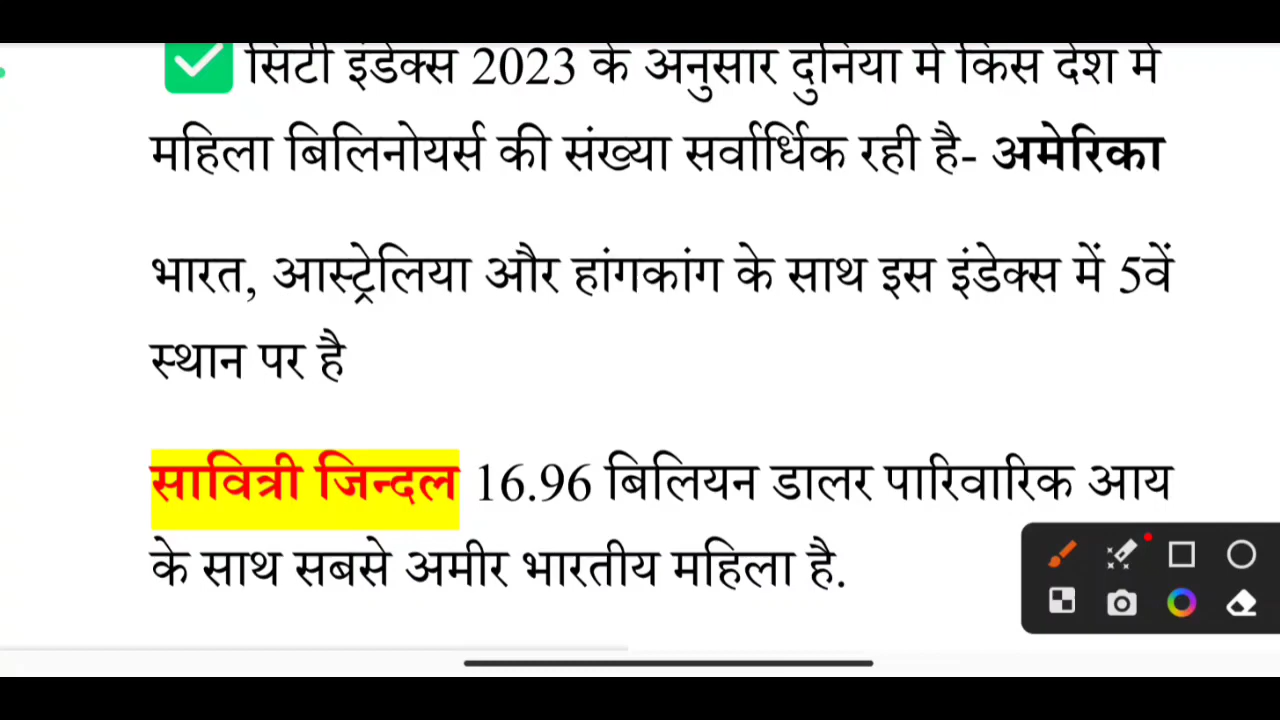 सिटी इंडेक्स 2023 के अनुसार दुनिया में किस देश में
महिला बिलिनोयर्स की संख्या सर्वार्धिक रही है- अमेरिका
भारत, आस्ट्रेलिया और हांगकांग के साथ इस इंडेक्स में 5वें
स्थान पर है
सावित्री जिन्दल 16.96 बिलियन डालर पारिवारिक आय
के साथ सबसे अमीर भारतीय महिला है.